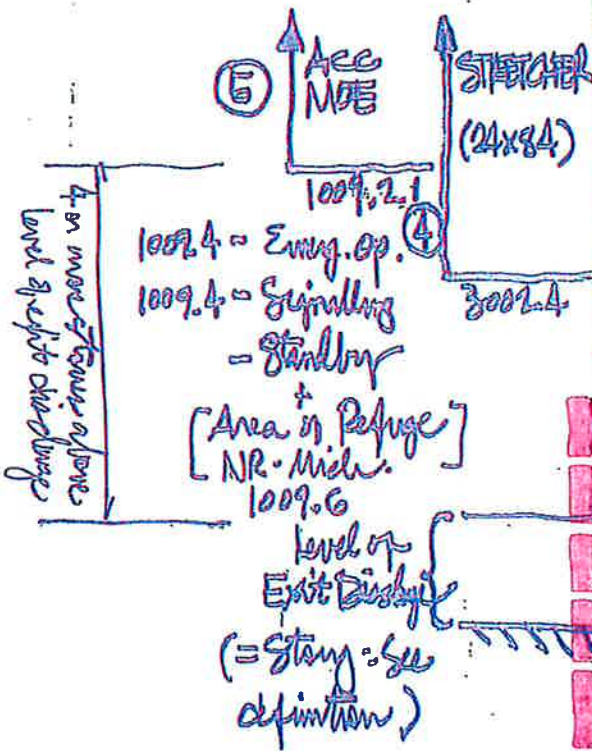 5
ACC
MOE
STRETCHER
(24x84)
1009.2.1
4
3002.4
1009.4 - Emrg. Op.
1009.4 - Signalling
- Standby
+
[Area of Refuge
NR - Mich.]
1009.6
4 or more stories above
level of exit discharge
Level of
Exit Dischg
(= Story - See
definition)